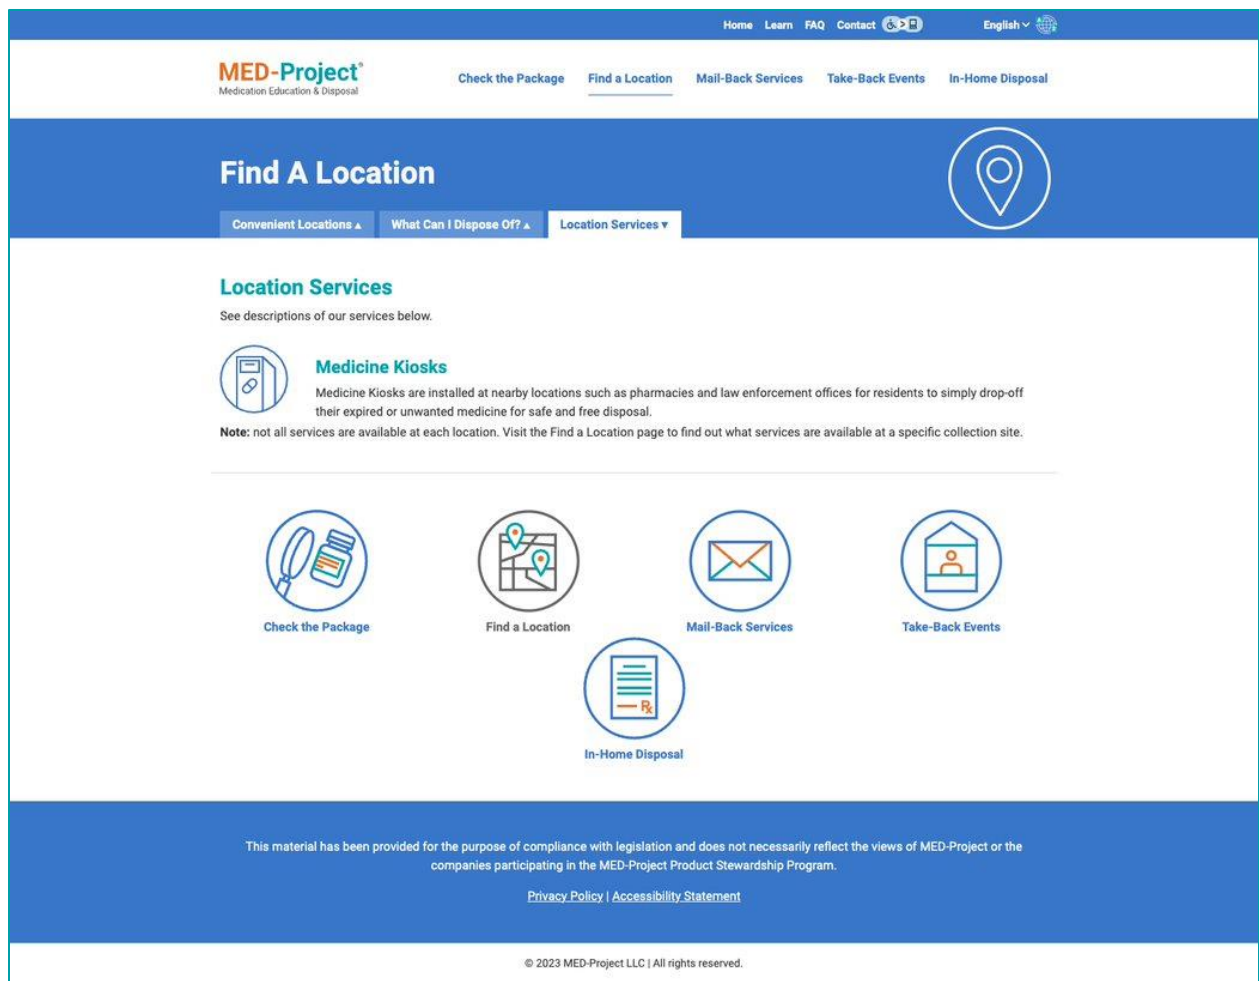 Home Learn FAQ Contact English
MED-Project®
Medication Education & Disposal
Check the Package Find a Location Mail-Back Services Take-Back Events In-Home Disposal
Find A Location
Convenient Locations ▲ What Can I Dispose Of? ▲ Location Services ▼
Location Services
See descriptions of our services below.
Medicine Kiosks
Medicine Kiosks are installed at nearby locations such as pharmacies and law enforcement offices for residents to simply drop-off
their expired or unwanted medicine for safe and free disposal.
Note: not all services are available at each location. Visit the Find a Location page to find out what services are available at a specific collection site.
Check the Package Find a Location Mail-Back Services Take-Back Events
Rx
In-Home Disposal
This material has been provided for the purpose of compliance with legislation and does not necessarily reflect the views of MED-Project or the
companies participating in the MED-Project Product Stewardship Program.
Privacy Policy | Accessibility Statement
© 2023 MED-Project LLC | All rights reserved.